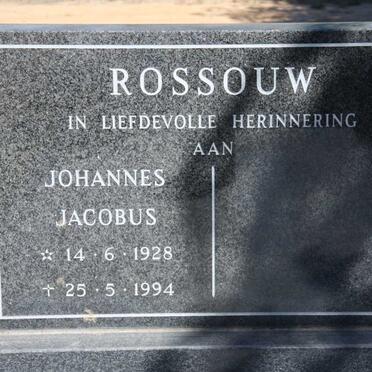 ROSSOUW
IN LIEFDEVOLLE HERINNERING
AAN
JOHANNES
JACOBUS
☆ 14·6·1928
✝ 25·5·1994